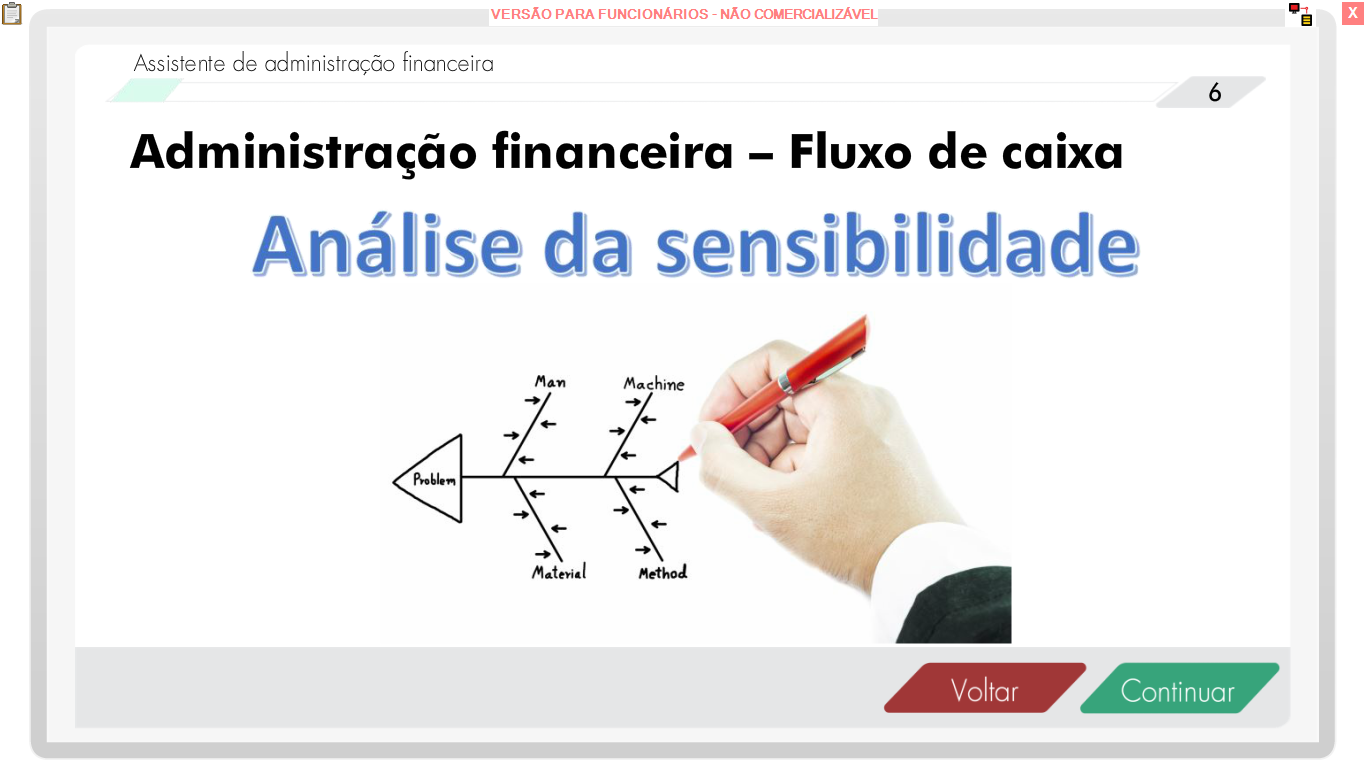 VERSÃO PARA FUNCIONÁRIOS - NÃO COMERCIALIZÁVEL
X
Assistente de administração financeira
6
Administração financeira – Fluxo de caixa
Análise da sensibilidade
Man
Machine
Problem
Material
Method
Voltar
Continuar